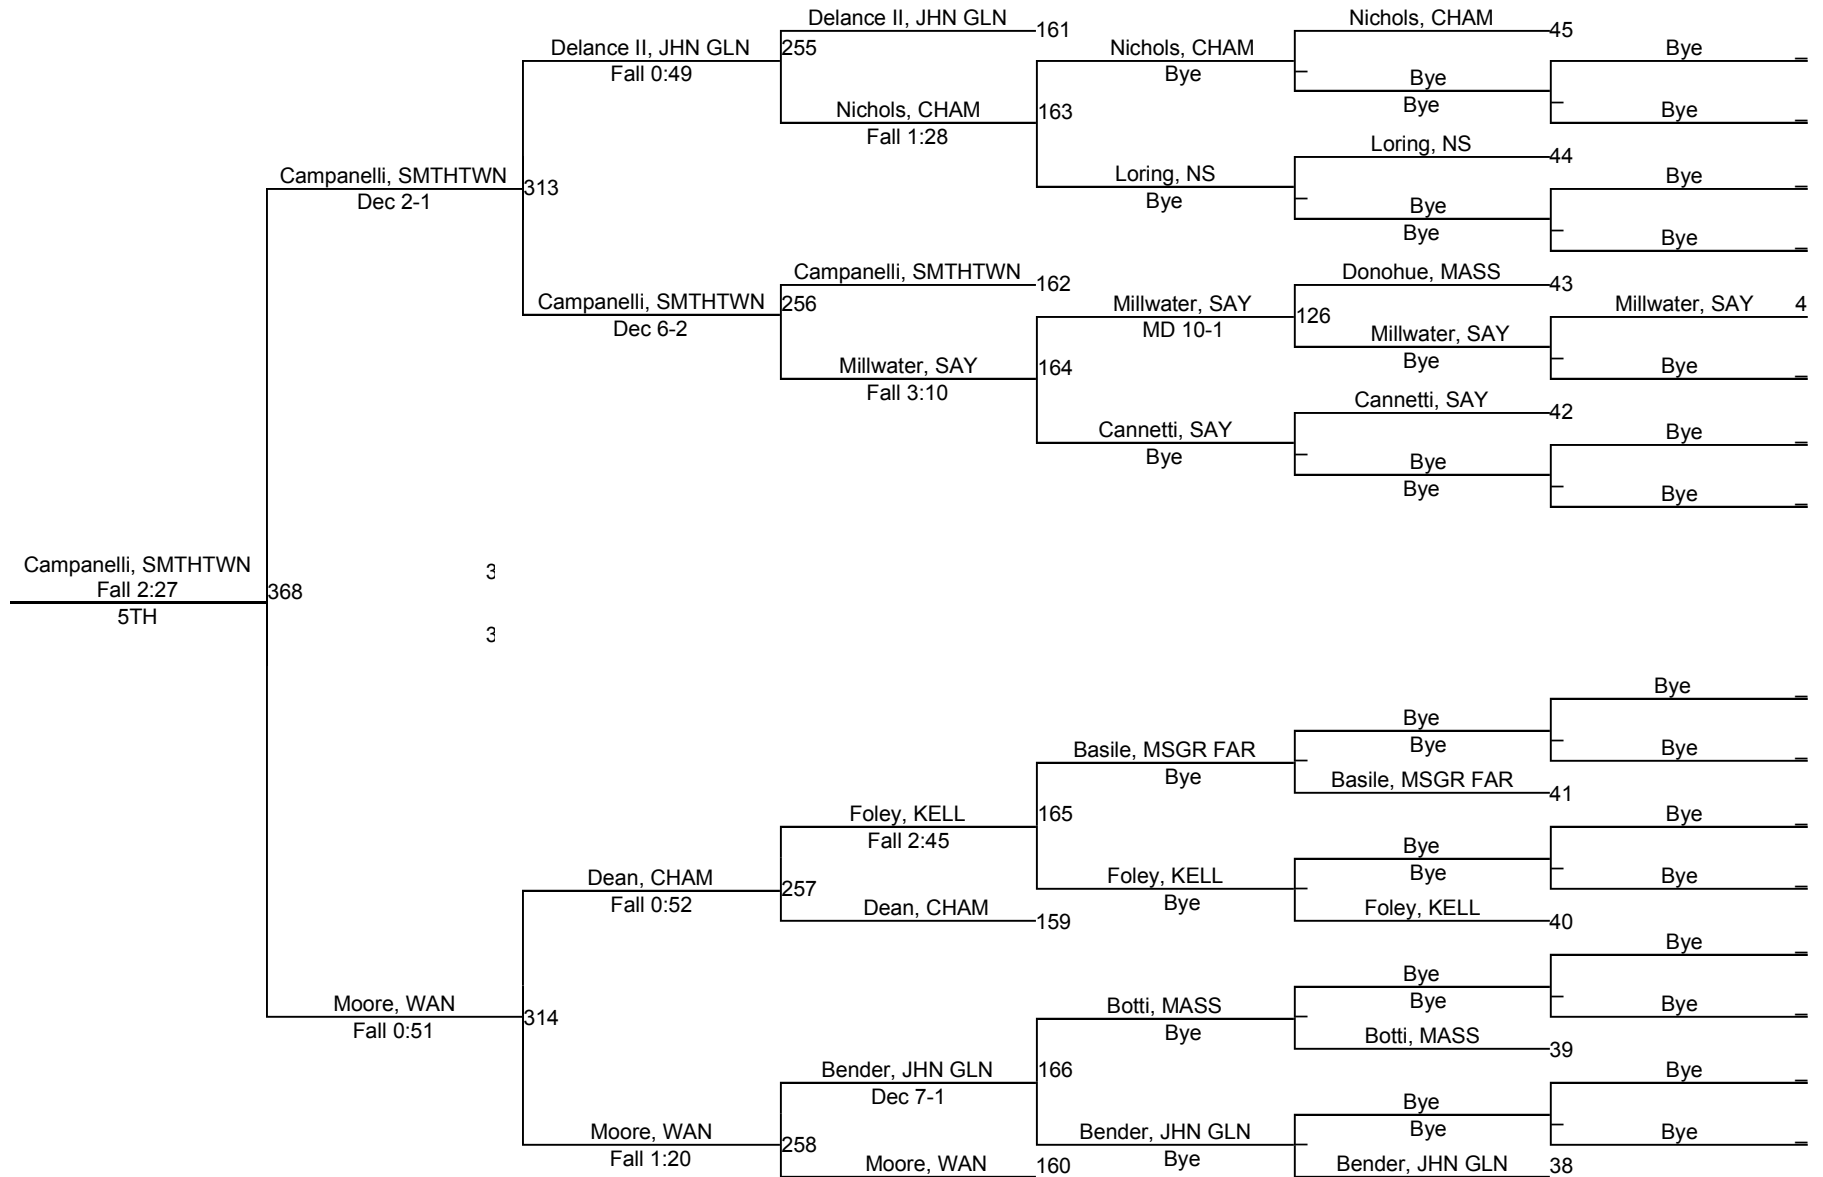 Delance II, JHN GLN
161
Nichols, CHAM
45
Delance II, JHN GLN
255
Fall 0:49
Nichols, CHAM
Bye
Bye _
_
Bye
Bye
_
Bye _
Nichols, CHAM
163
Fall 1:28
Loring, NS
44
Campanelli, SMTHTWN
313
Dec 2-1
Loring, NS
Bye
Bye _
_
Bye
Bye
_
Bye _
Campanelli, SMTHTWN
162
Donohue, MASS
43
Campanelli, SMTHTWN
256
Dec 6-2
Millwater, SAY
126
MD 10-1
Millwater, SAY 4
Millwater, SAY
Bye
_
Bye _
Millwater, SAY
164
Fall 3:10
Cannetti, SAY
42
Cannetti, SAY
Bye
Bye _
_
Bye
Bye
_
Bye _
Campanelli, SMTHTWN
Fall 2:27
368
5TH
3
3
Bye _
Bye
Bye
_
Bye _
Basile, MSGR FAR
_
Bye
Basile, MSGR FAR
41
Foley, KELL
165
Fall 2:45
Bye _
Bye
Bye
_
Bye _
Dean, CHAM
257
Fall 0:52
Foley, KELL
_
Bye
Dean, CHAM
159
Foley, KELL
40
Bye _
Bye
Bye
_
Bye _
Moore, WAN
314
Fall 0:51
Botti, MASS
_
Bye
Botti, MASS
39
Bender, JHN GLN
166
Dec 7-1
Bye _
Bye
Bye
_
Bye _
Moore, WAN
258
Fall 1:20
Bender, JHN GLN
_
Bye
Moore, WAN
160
Bender, JHN GLN
38